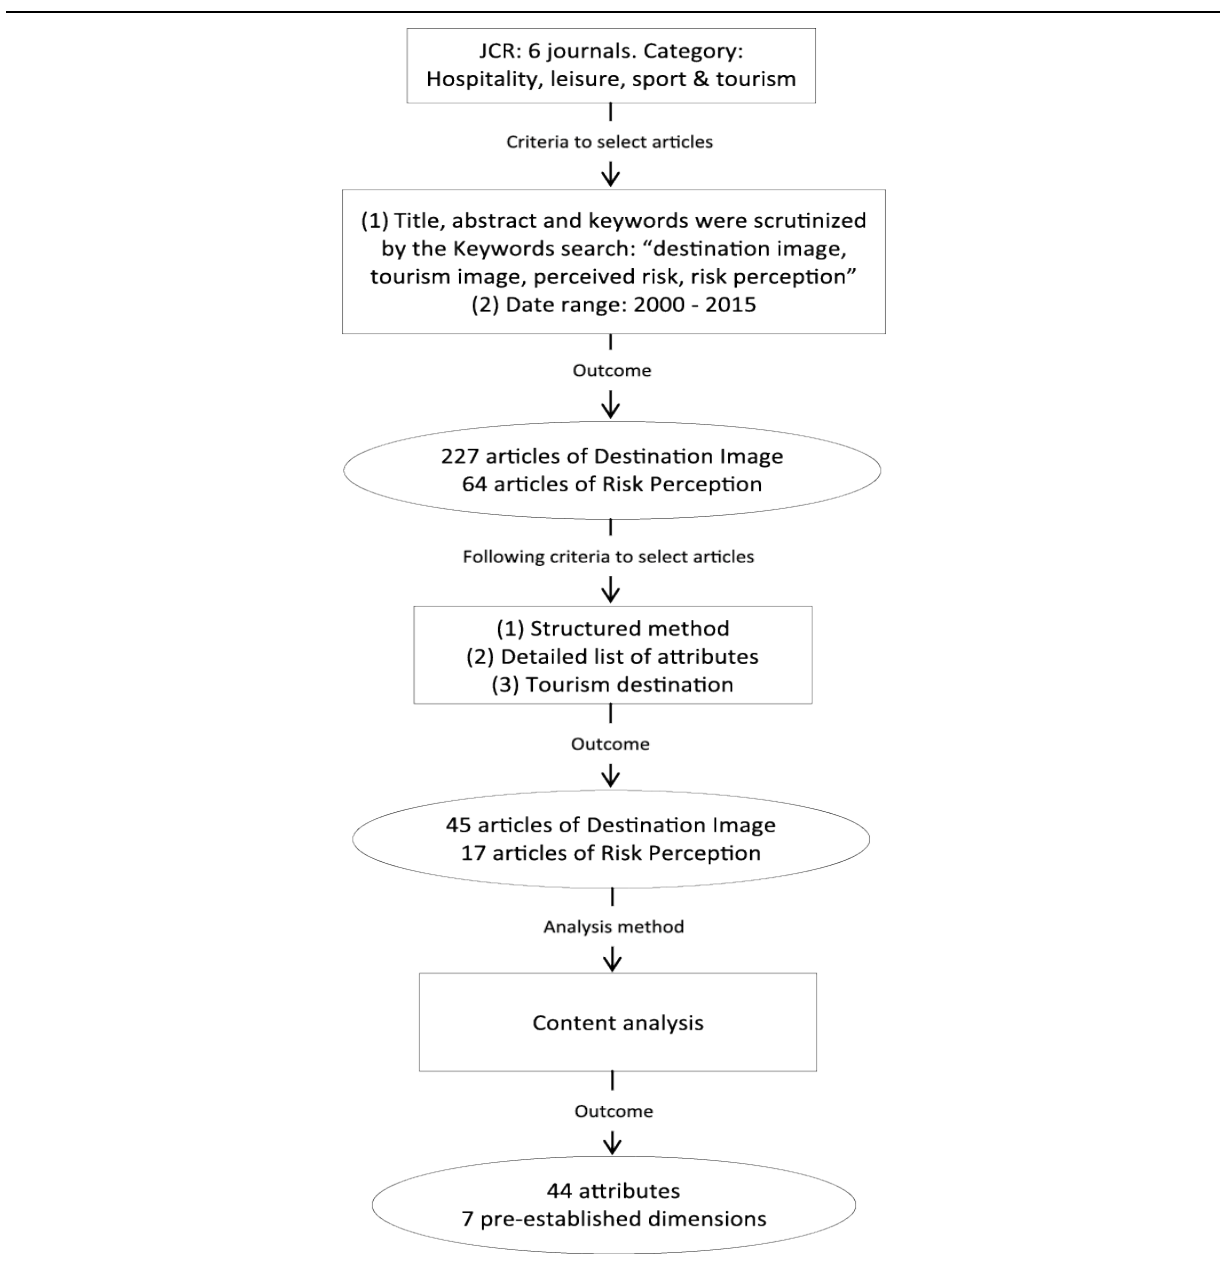 JCR: 6 journals. Category:
Hospitality, leisure, sport & tourism
Criteria to select articles
(1) Title, abstract and keywords were scrutinized
by the Keywords search: “destination image,
tourism image, perceived risk, risk perception”
(2) Date range: 2000 - 2015
Outcome
227 articles of Destination Image
64 articles of Risk Perception
Following criteria to select articles
(1) Structured method
(2) Detailed list of attributes
(3) Tourism destination
Outcome
45 articles of Destination Image
17 articles of Risk Perception
Analysis method
Content analysis
Outcome
44 attributes
7 pre-established dimensions